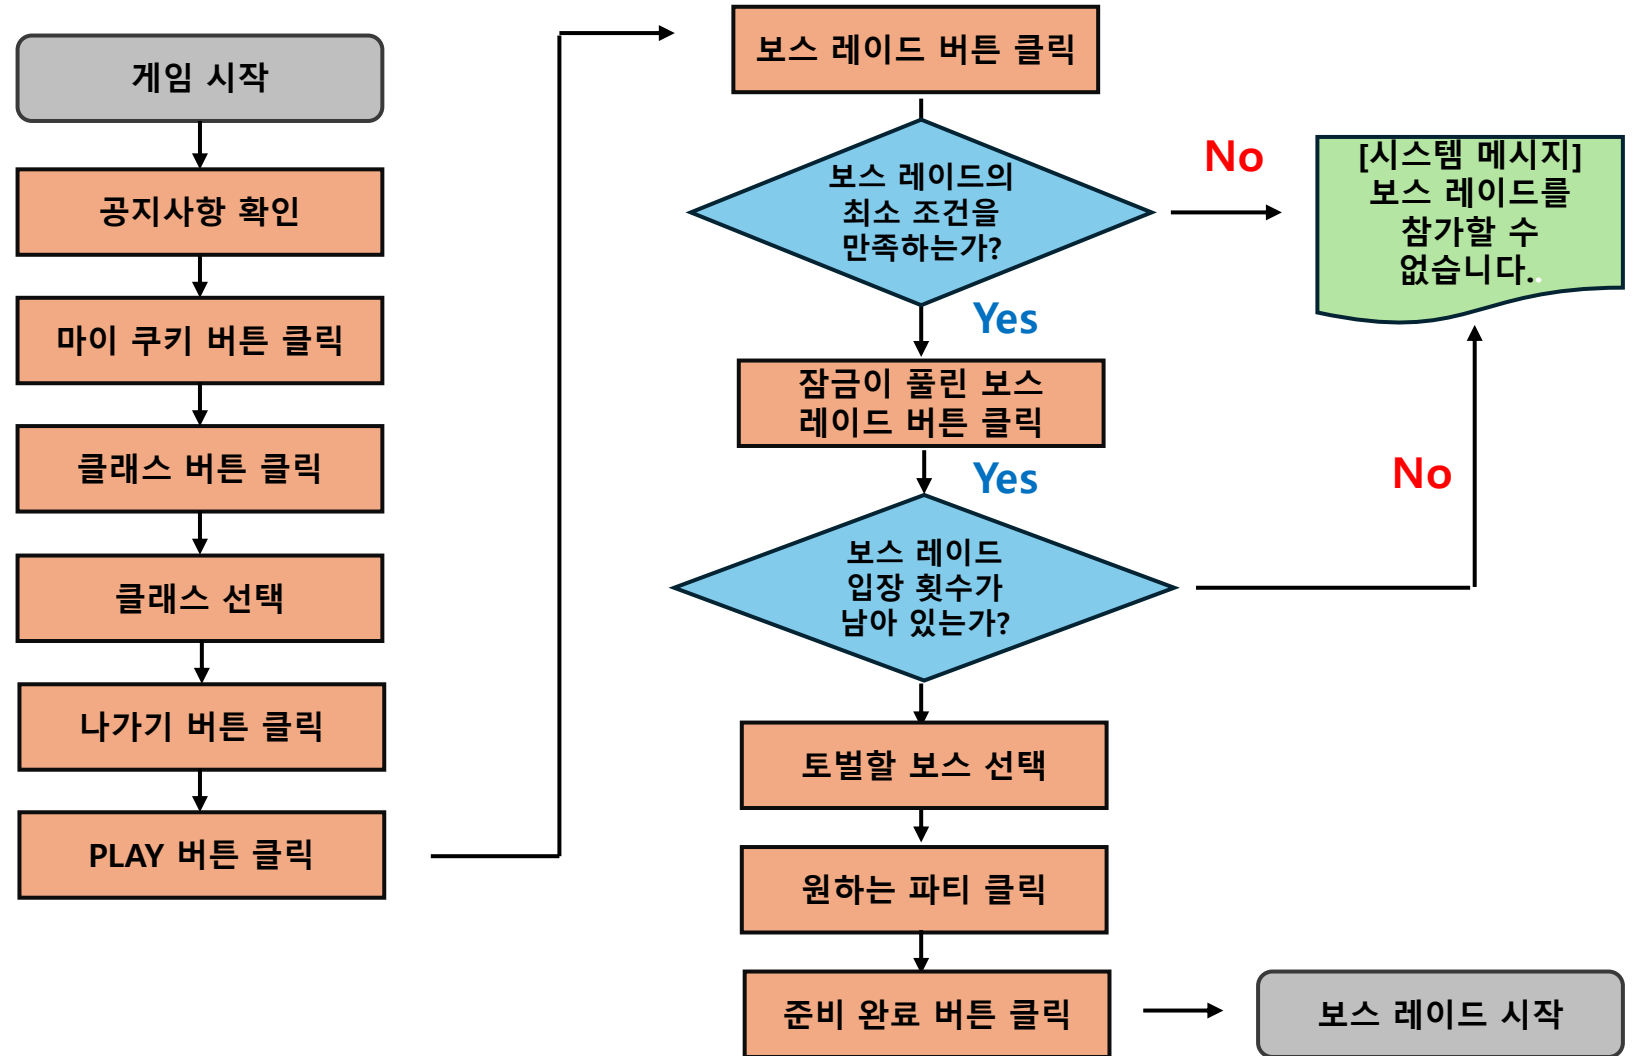 게임 시작
공지사항 확인
마이 쿠키 버튼 클릭
클래스 버튼 클릭
클래스 선택
나가기 버튼 클릭
PLAY 버튼 클릭
보스 레이드 버튼 클릭
보스 레이드의
최소 조건을
만족하는가?
No
[시스템 메시지]
보스 레이드를
참가할 수
없습니다..
Yes
잠금이 풀린 보스
레이드 버튼 클릭
Yes
보스 레이드
입장 횟수가
남아 있는가?
No
토벌할 보스 선택
원하는 파티 클릭
준비 완료 버튼 클릭
보스 레이드 시작